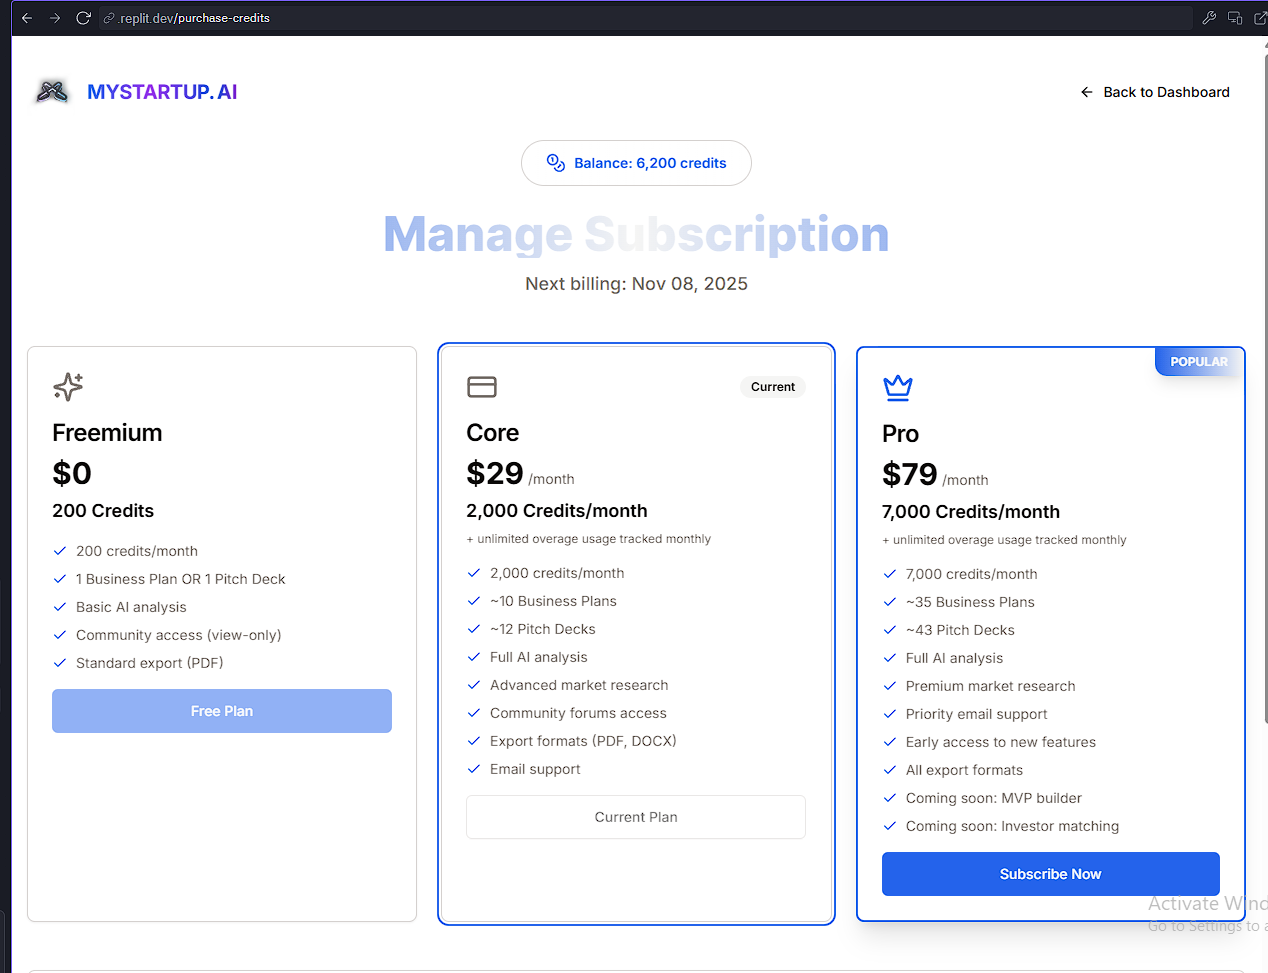 .replit.dev/purchase-credits
MYSTARTUP.AI
Back to Dashboard
Balance: 6,200 credits
Manage Subscription
Next billing: Nov 08, 2025
Freemium
$0
200 Credits
200 credits/month
1 Business Plan OR 1 Pitch Deck
Basic AI analysis
Community access (view-only)
Standard export (PDF)
Free Plan
Current
Core
$29 /month
2,000 Credits/month
+ unlimited overage usage tracked monthly
2,000 credits/month
~10 Business Plans
~12 Pitch Decks
Full AI analysis
Advanced market research
Community forums access
Export formats (PDF, DOCX)
Email support
Current Plan
POPULAR
Pro
$79 /month
7,000 Credits/month
+ unlimited overage usage tracked monthly
7,000 credits/month
~35 Business Plans
~43 Pitch Decks
Full AI analysis
Premium market research
Priority email support
Early access to new features
All export formats
Coming soon: MVP builder
Coming soon: Investor matching
Subscribe Now
Activate Wind
Go to Settings to a